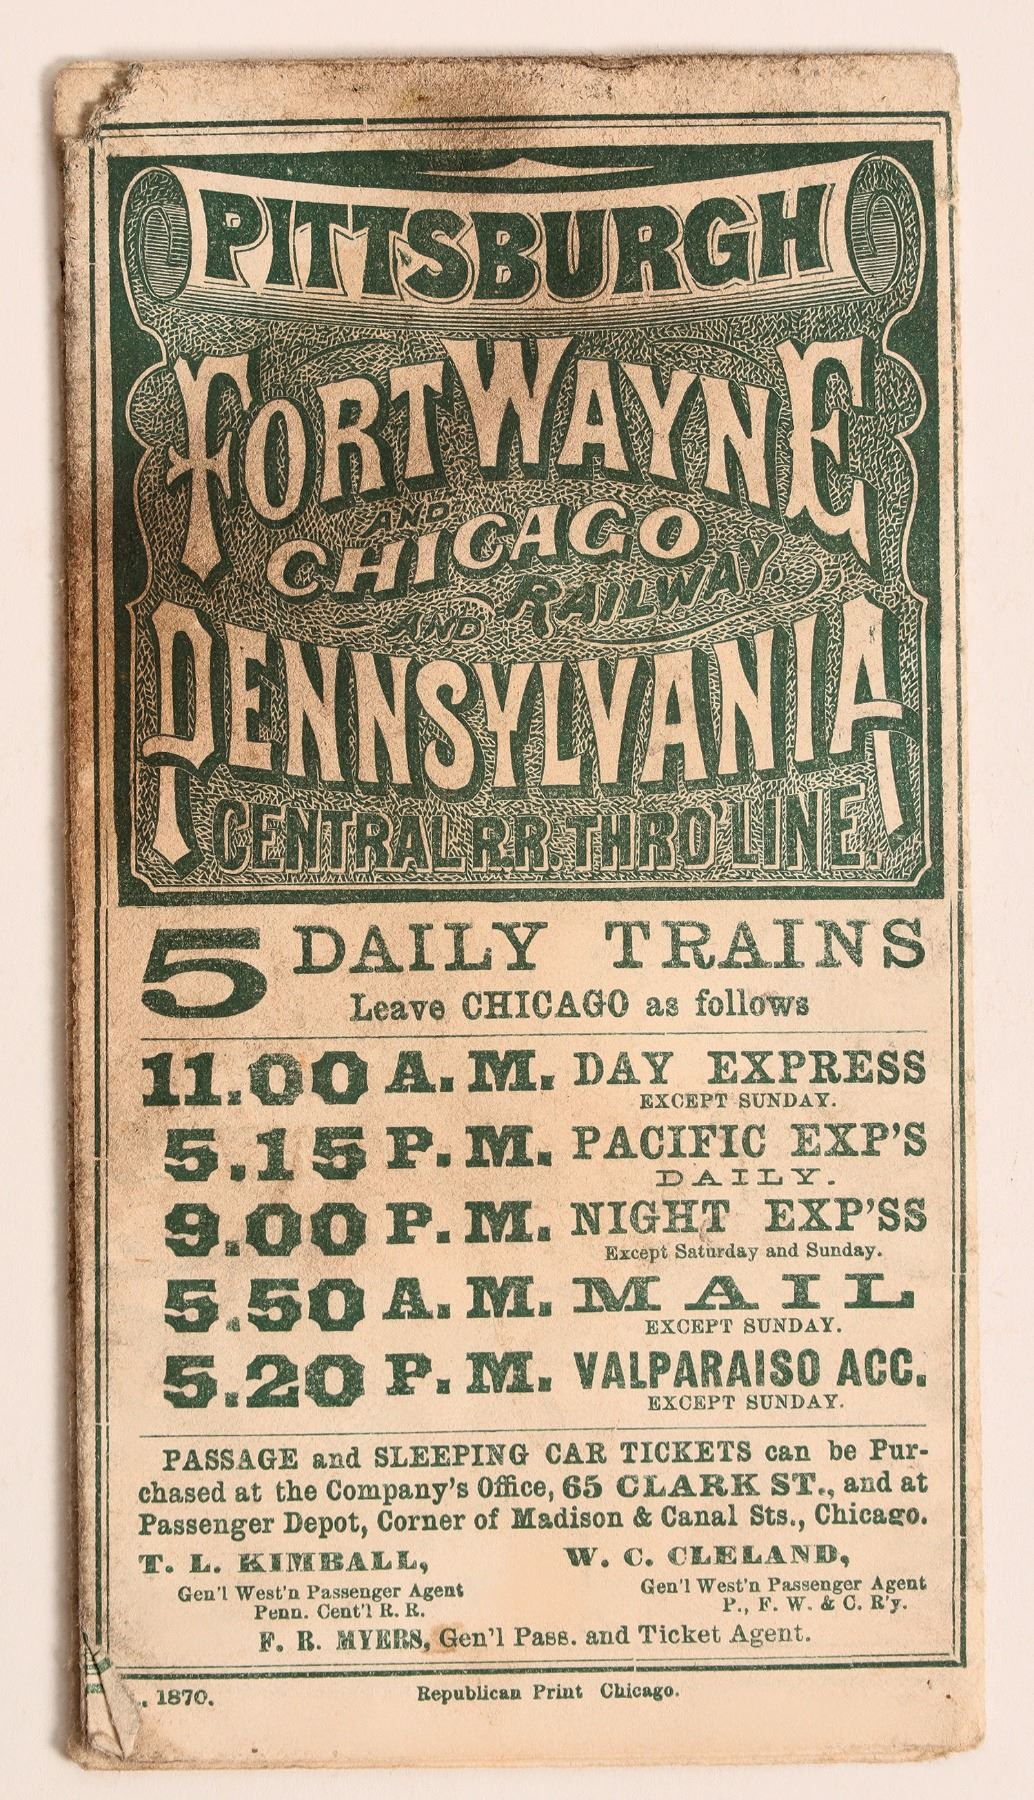 PITTSBURGH
FORT WAYNE
AND
CHICAGO
RAILWAY.
AND
PENNSYLVANIA
CENTRAL R.R. THRO' LINE.
5 DAILY TRAINS
Leave CHICAGO as follows
11.00 A. M. DAY EXPRESS
EXCEPT SUNDAY.
5.15 P. M. PACIFIC EXP'S
DAILY.
9.00 P. M. NIGHT EXP'SS
Except Saturday and Sunday.
5.50 A. M. MAIL
EXCEPT SUNDAY.
5.20 P. M. VALPARAISO ACC.
EXCEPT SUNDAY.
PASSAGE and SLEEPING CAR TICKETS can be Pur-
chased at the Company's Office, 65 CLARK ST., and at
Passenger Depot, Corner of Madison & Canal Sts., Chicago.
T. L. KIMBALL,
Gen'l West'n Passenger Agent
Penn. Cent'l R. R.
W. C. CLELAND,
Gen'l West'n Passenger Agent
P., F. W. & C. R'y.
F. R. MYERS, Gen'l Pass. and Ticket Agent.
., 1870.
Republican Print Chicago.